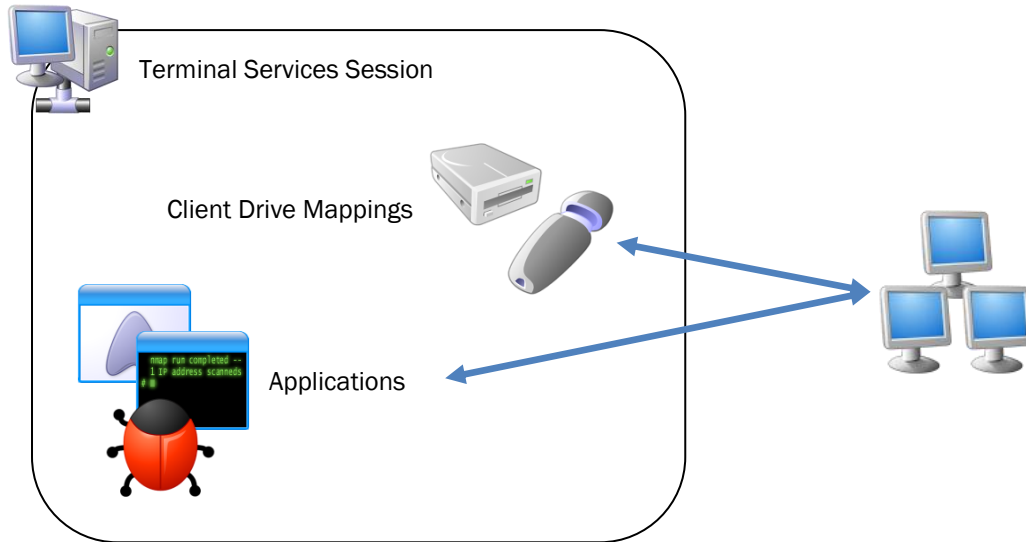 Terminal Services Session
Client Drive Mappings
nmap run completed --
1 IP address scanneds
#
Applications